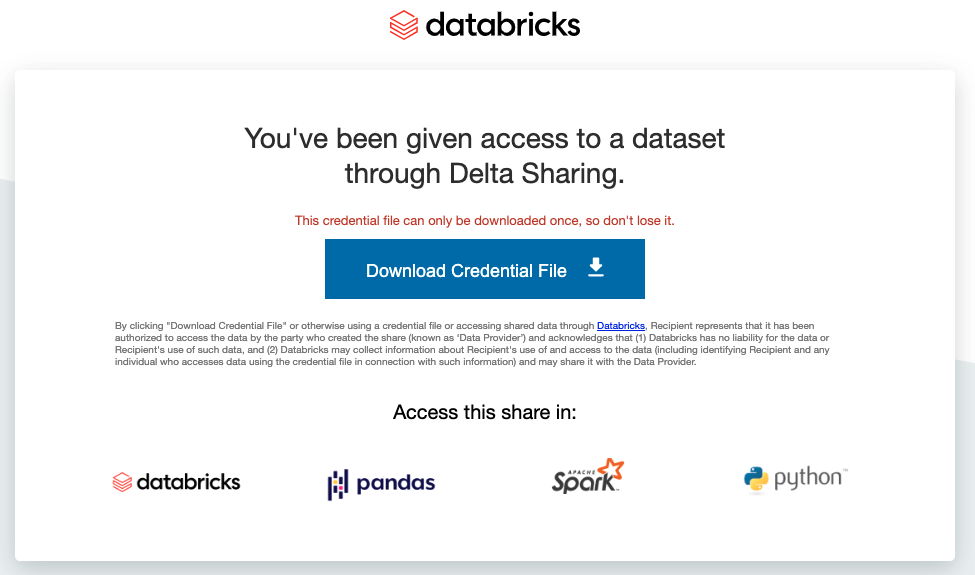 databricks
You've been given access to a dataset
through Delta Sharing.
This credential file can only be downloaded once, so don't lose it.
Download Credential File
By clicking "Download Credential File" or otherwise using a credential file or accessing shared data through Databricks, Recipient represents that it has been
authorized to access the data by the party who created the share (known as 'Data Provider') and acknowledges that (1) Databricks has no liability for the data or
Recipient's use of such data, and (2) Databricks may collect information about Recipient's use of and access to the data (including identifying Recipient and any
individual who accesses data using the credential file in connection with such information) and may share it with the Data Provider.
Access this share in:
databricks
pandas
APACHE
Spark™
python™